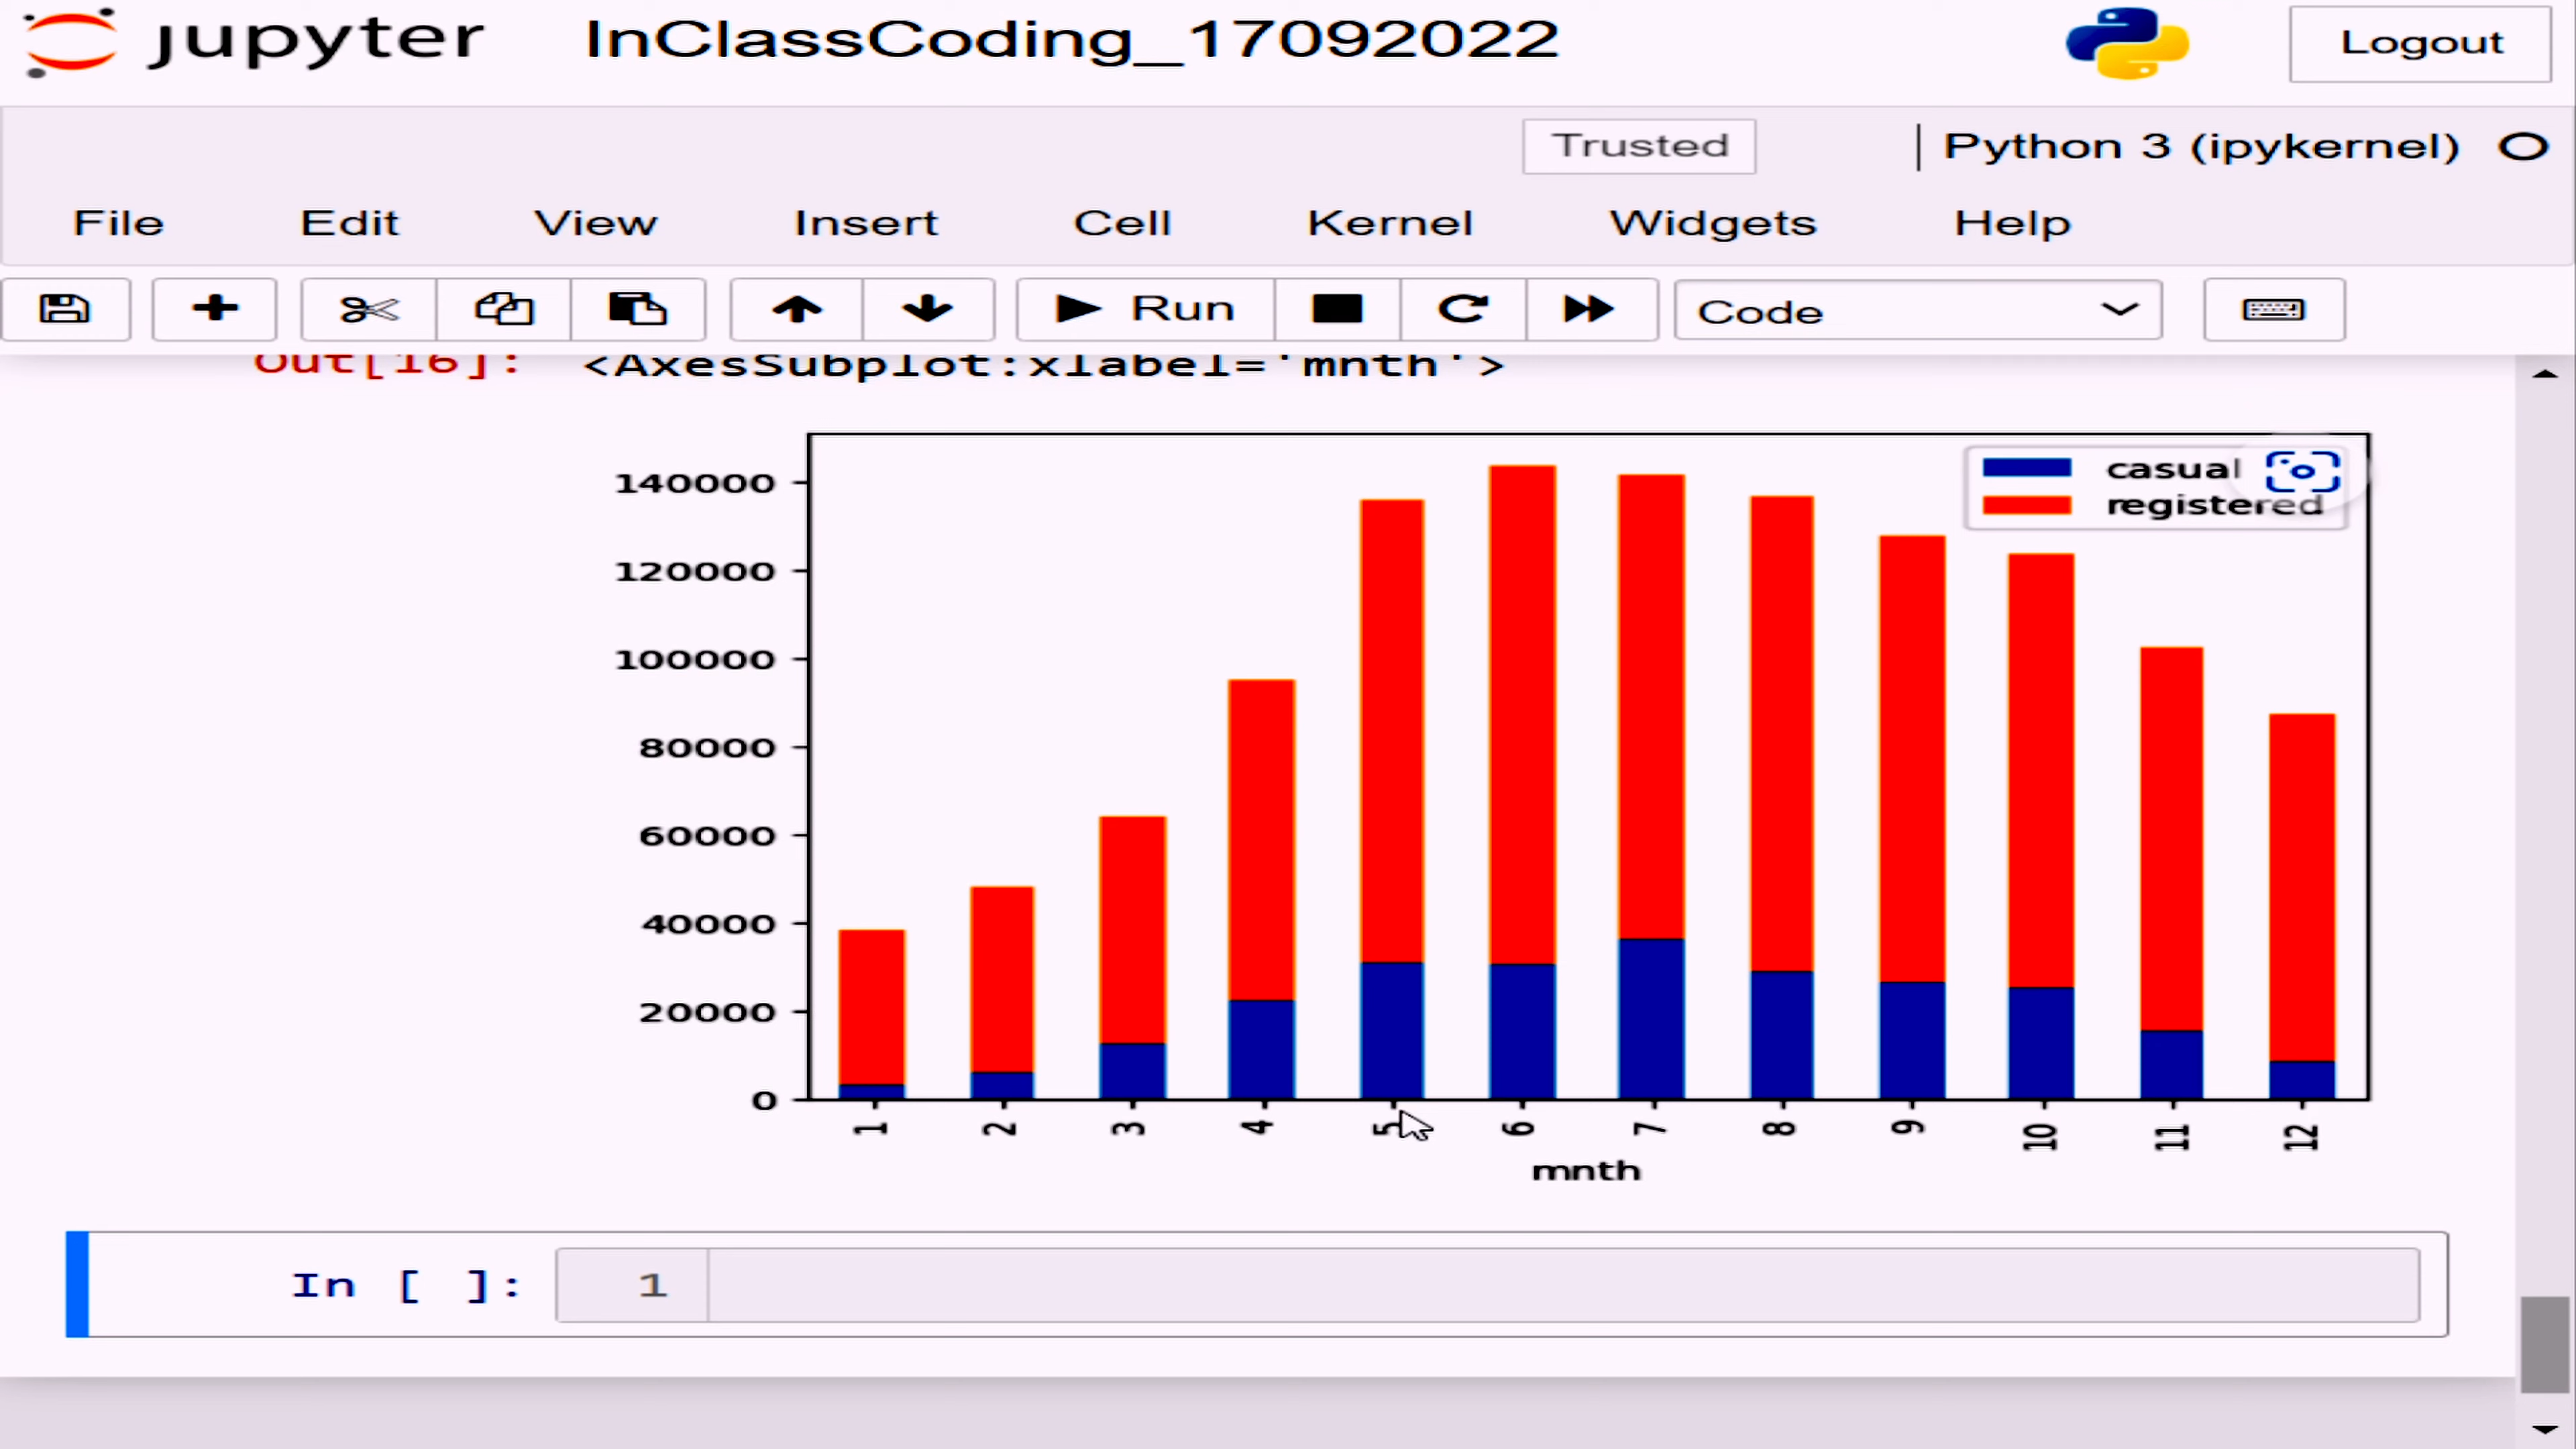 jupyter InClassCoding_17092022 Logout
Trusted Python 3 (ipykernel)
File Edit View Insert Cell Kernel Widgets Help
Run Code
Out[16]: <AxesSubplot:xlabel='mnth'>
casual
registered
140000
120000
100000
80000
60000
40000
20000
0
1 2 3 4 5 6 7 8 9 10 11 12
mnth
In [ ]: 1